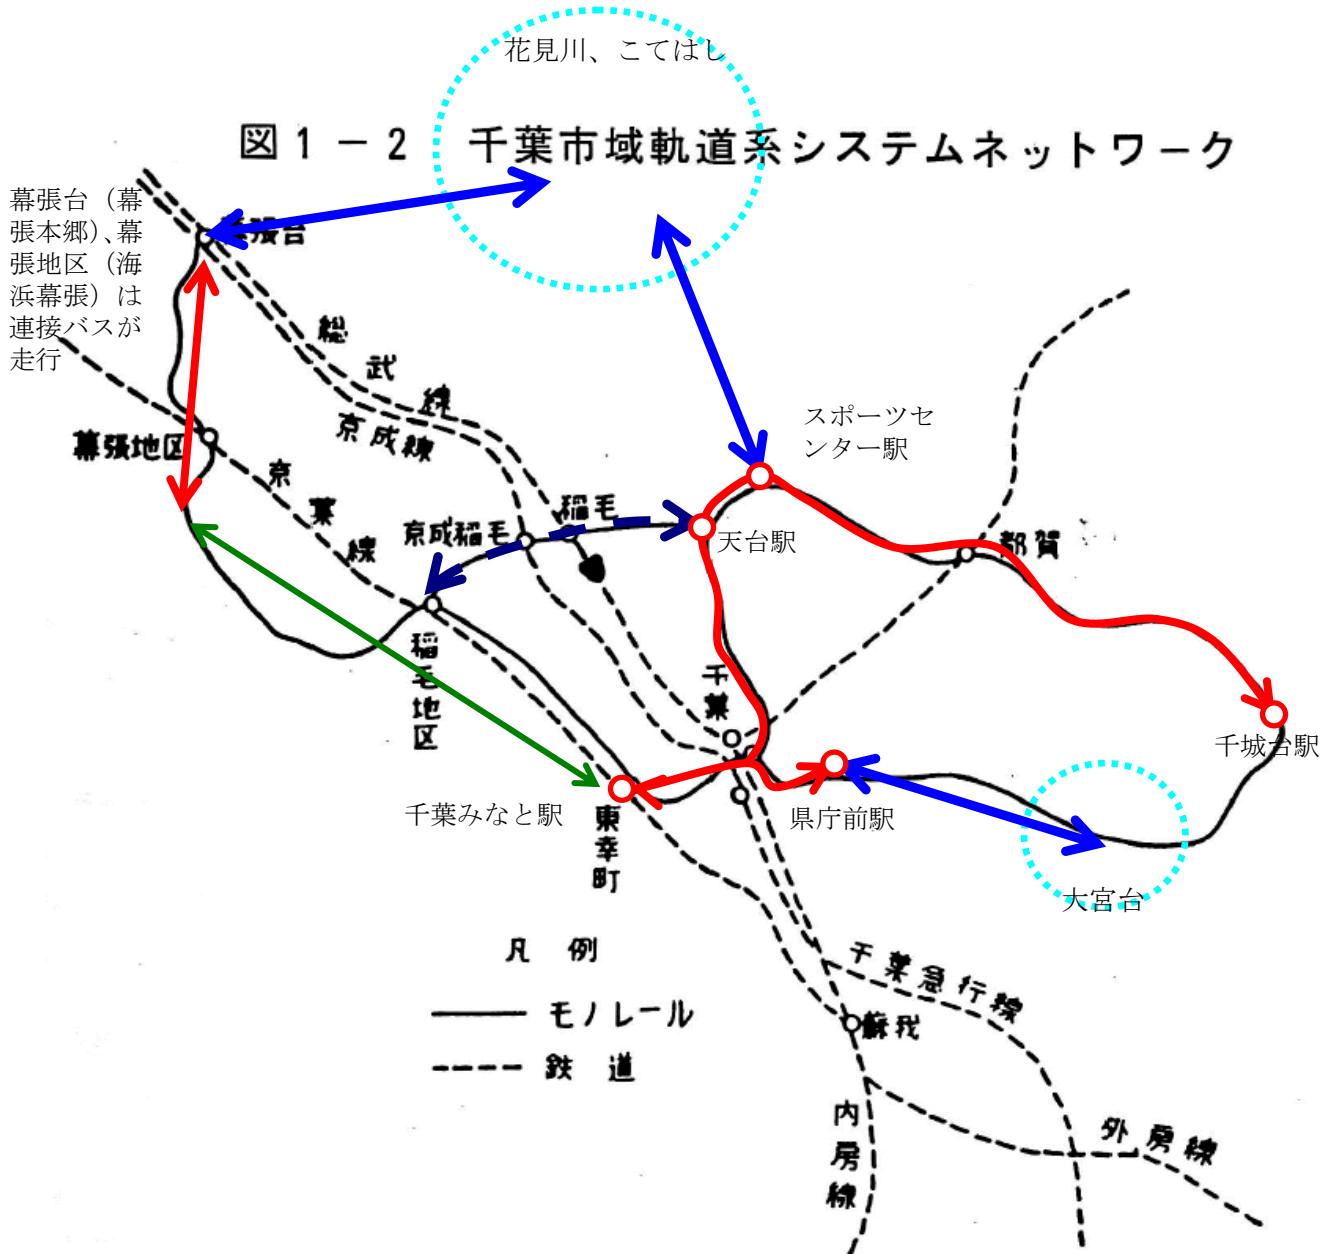 花見川、こてはし
図1－2 千葉市域軌道系システムネットワーク
幕張台（幕
張本郷）、幕
張地区（海
浜幕張）は
連接バスが
走行
幕張台
総武線
京成線
スポーツセ
ンター駅
幕張地区
京葉線
稲毛
京成稲毛
天台駅
都賀
稲毛地区
千葉
千城台駅
千葉みなと駅
県庁前駅
東幸町
大宮台
凡例
千葉急行線
モノレール
蘇我
鉄道
内房線
外房線